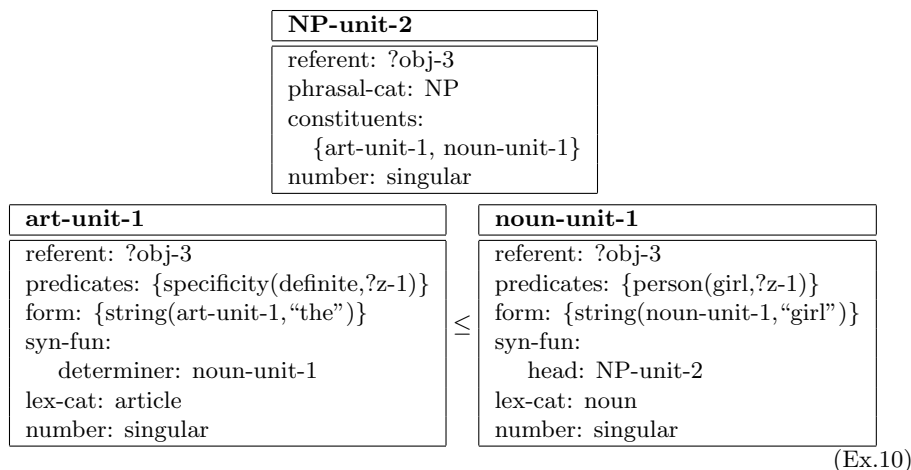 NP-unit-2
referent: ?obj-3
phrasal-cat: NP
constituents:
{art-unit-1, noun-unit-1}
number: singular
art-unit-1
referent: ?obj-3
predicates: {specificity(definite,?z-1)}
form: {string(art-unit-1,“the”)}
syn-fun:
determiner: noun-unit-1
lex-cat: article
number: singular
≤
noun-unit-1
referent: ?obj-3
predicates: {person(girl,?z-1)}
form: {string(noun-unit-1,“girl”)}
syn-fun:
head: NP-unit-2
lex-cat: noun
number: singular
(Ex.10)